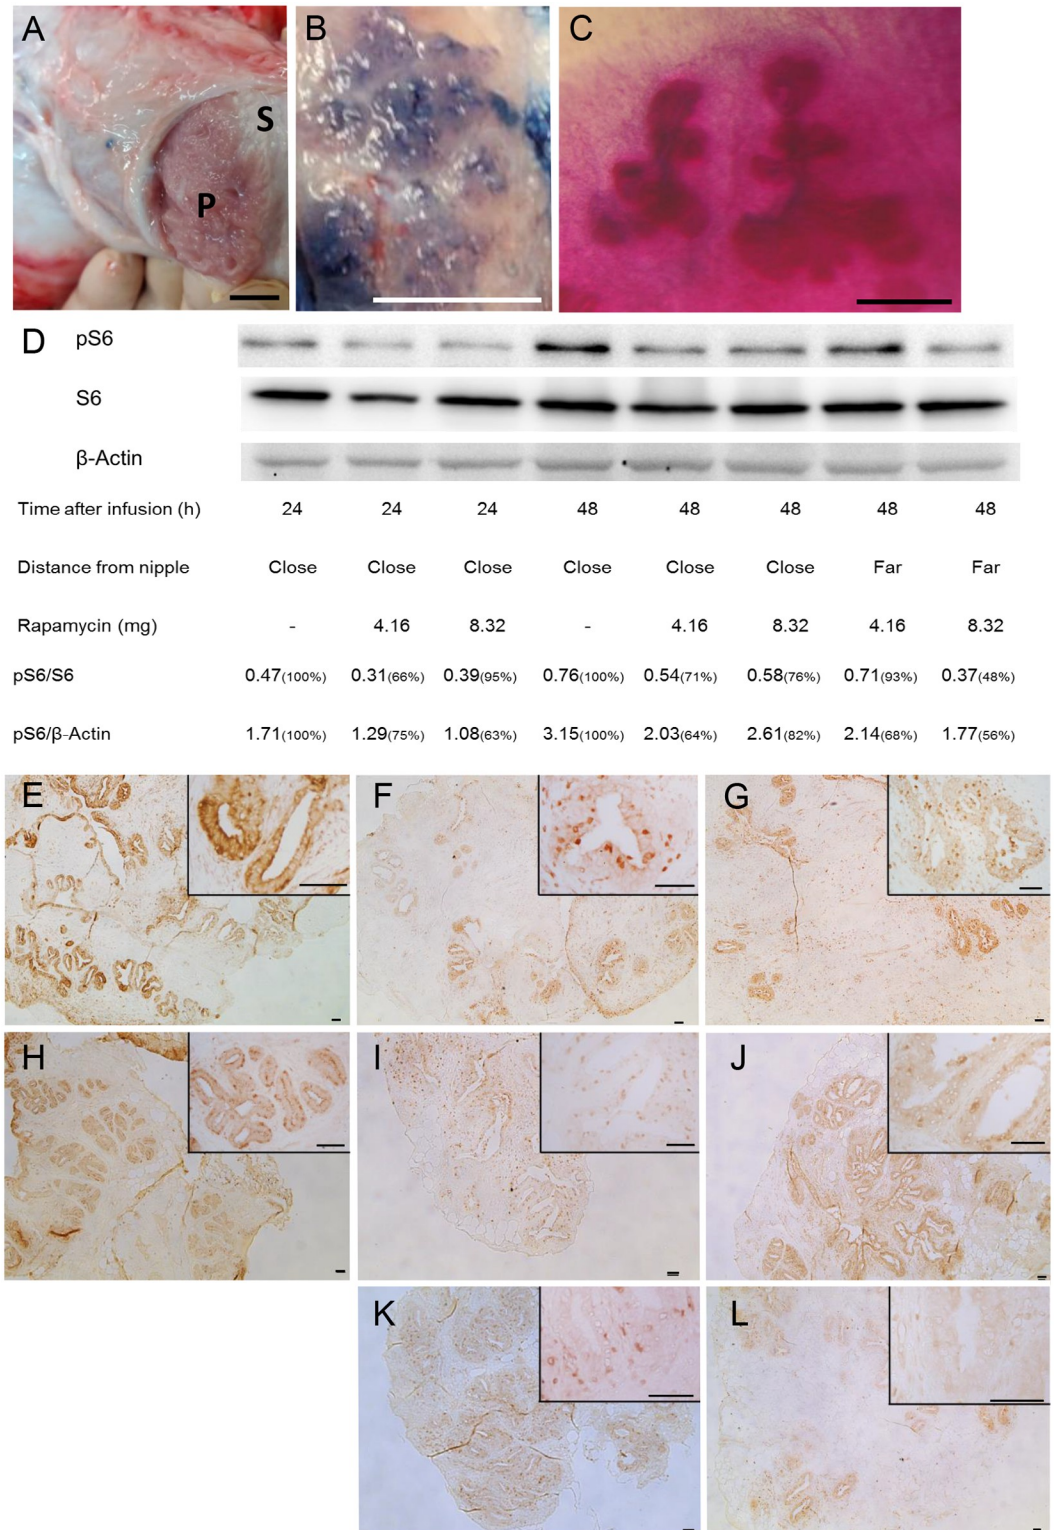 A B C
S
P
D pS6
S6
β-Actin
Time after infusion (h) 24 24 24 48 48 48 48 48
Distance from nipple Close Close Close Close Close Close Far Far
Rapamycin (mg) - 4.16 8.32 - 4.16 8.32 4.16 8.32
pS6/S6 0.47(100%) 0.31(66%) 0.39(95%) 0.76(100%) 0.54(71%) 0.58(76%) 0.71(93%) 0.37(48%)
pS6/β-Actin 1.71(100%) 1.29(75%) 1.08(63%) 3.15(100%) 2.03(64%) 2.61(82%) 2.14(68%) 1.77(56%)
E F G
H I J
K L